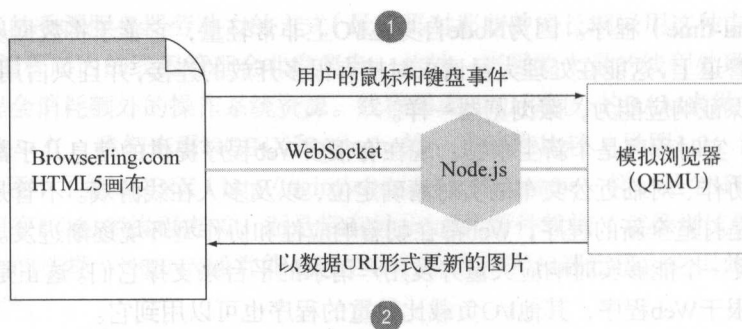 1
用户的鼠标和键盘事件
Browserling.com
HTML5画布
WebSocket
Node.js
模拟浏览器
（QEMU）
以数据URI形式更新的图片
2